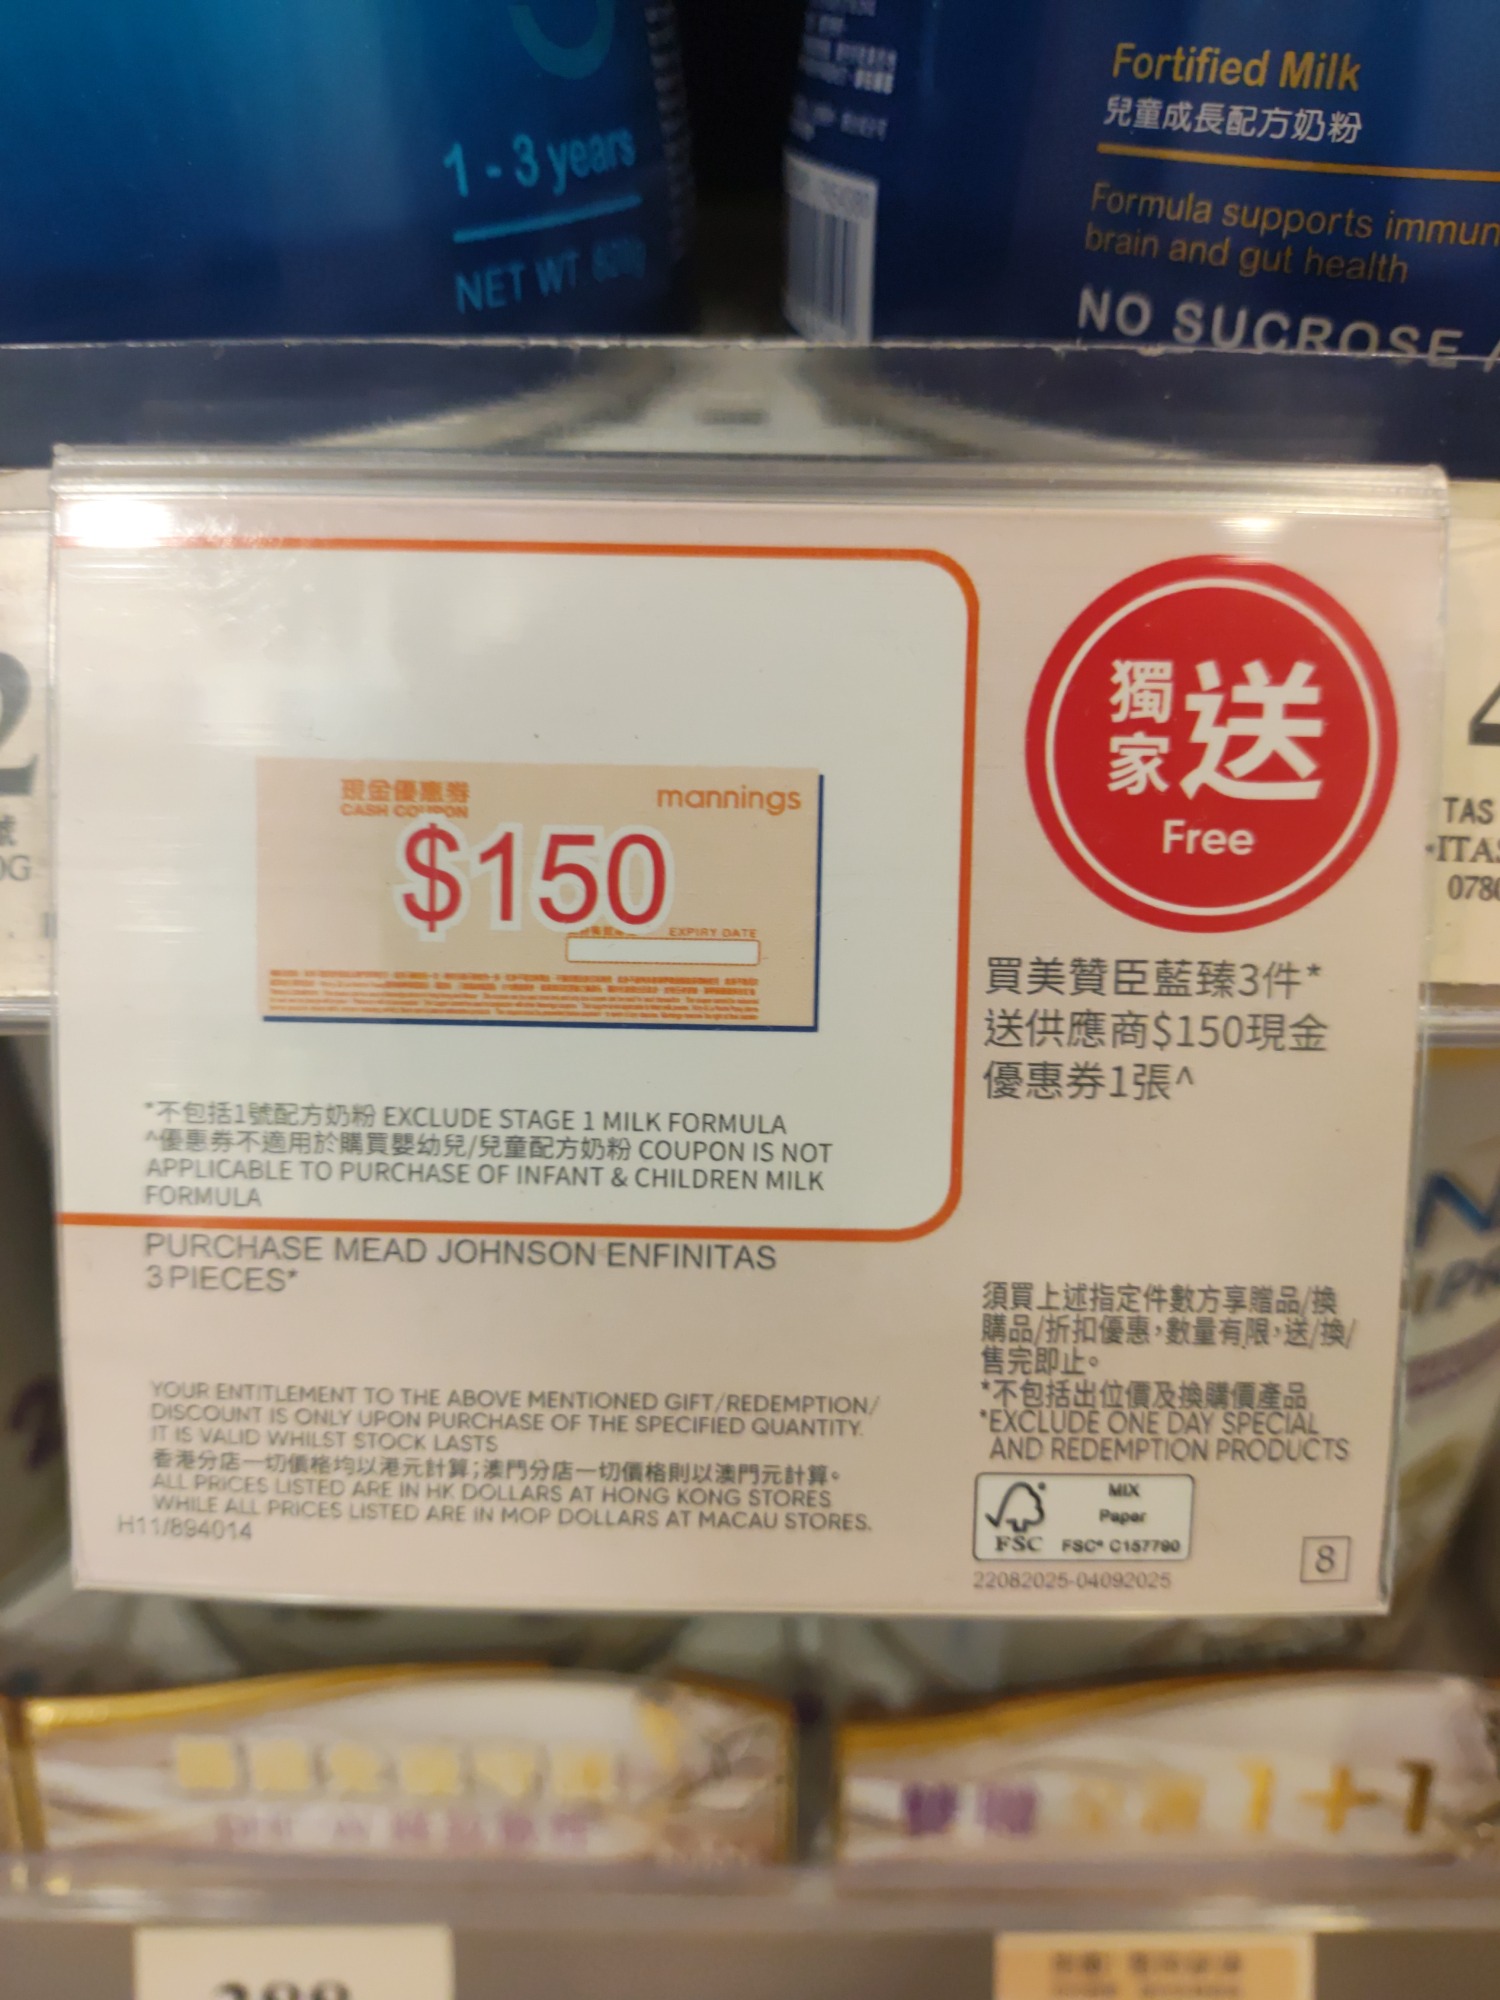 1 - 3 years
NET WT.
Fortified Milk
兒童成長配方奶粉
Formula supports immun
brain and gut health
NO SUCROSE
現金優惠券
CASH COUPON
mannings
$150
EXPIRY DATE
*不包括1號配方奶粉 EXCLUDE STAGE 1 MILK FORMULA
^優惠券不適用於購買嬰幼兒/兒童配方奶粉 COUPON IS NOT
APPLICABLE TO PURCHASE OF INFANT & CHILDREN MILK
FORMULA
PURCHASE MEAD JOHNSON ENFINITAS
3 PIECES*
YOUR ENTITLEMENT TO THE ABOVE MENTIONED GIFT/REDEMPTION/
DISCOUNT IS ONLY UPON PURCHASE OF THE SPECIFIED QUANTITY.
IT IS VALID WHILST STOCK LASTS
香港分店一切價格均以港元計算;澳門分店一切價格則以澳門元計算。
ALL PRICES LISTED ARE IN HK DOLLARS AT HONG KONG STORES
WHILE ALL PRICES LISTED ARE IN MOP DOLLARS AT MACAU STORES.
H11/894014
獨家送
Free
買美贊臣藍臻3件*
送供應商$150現金
優惠券1張^
須買上述指定件數方享贈品/換
購品/折扣優惠,數量有限,送/換/
售完即止。
*不包括出位價及換購價產品
*EXCLUDE ONE DAY SPECIAL
AND REDEMPTION PRODUCTS
FSC
MIX
Paper
FSC® C157790
22082025-04092025
8
TAS
ITAS
1+1